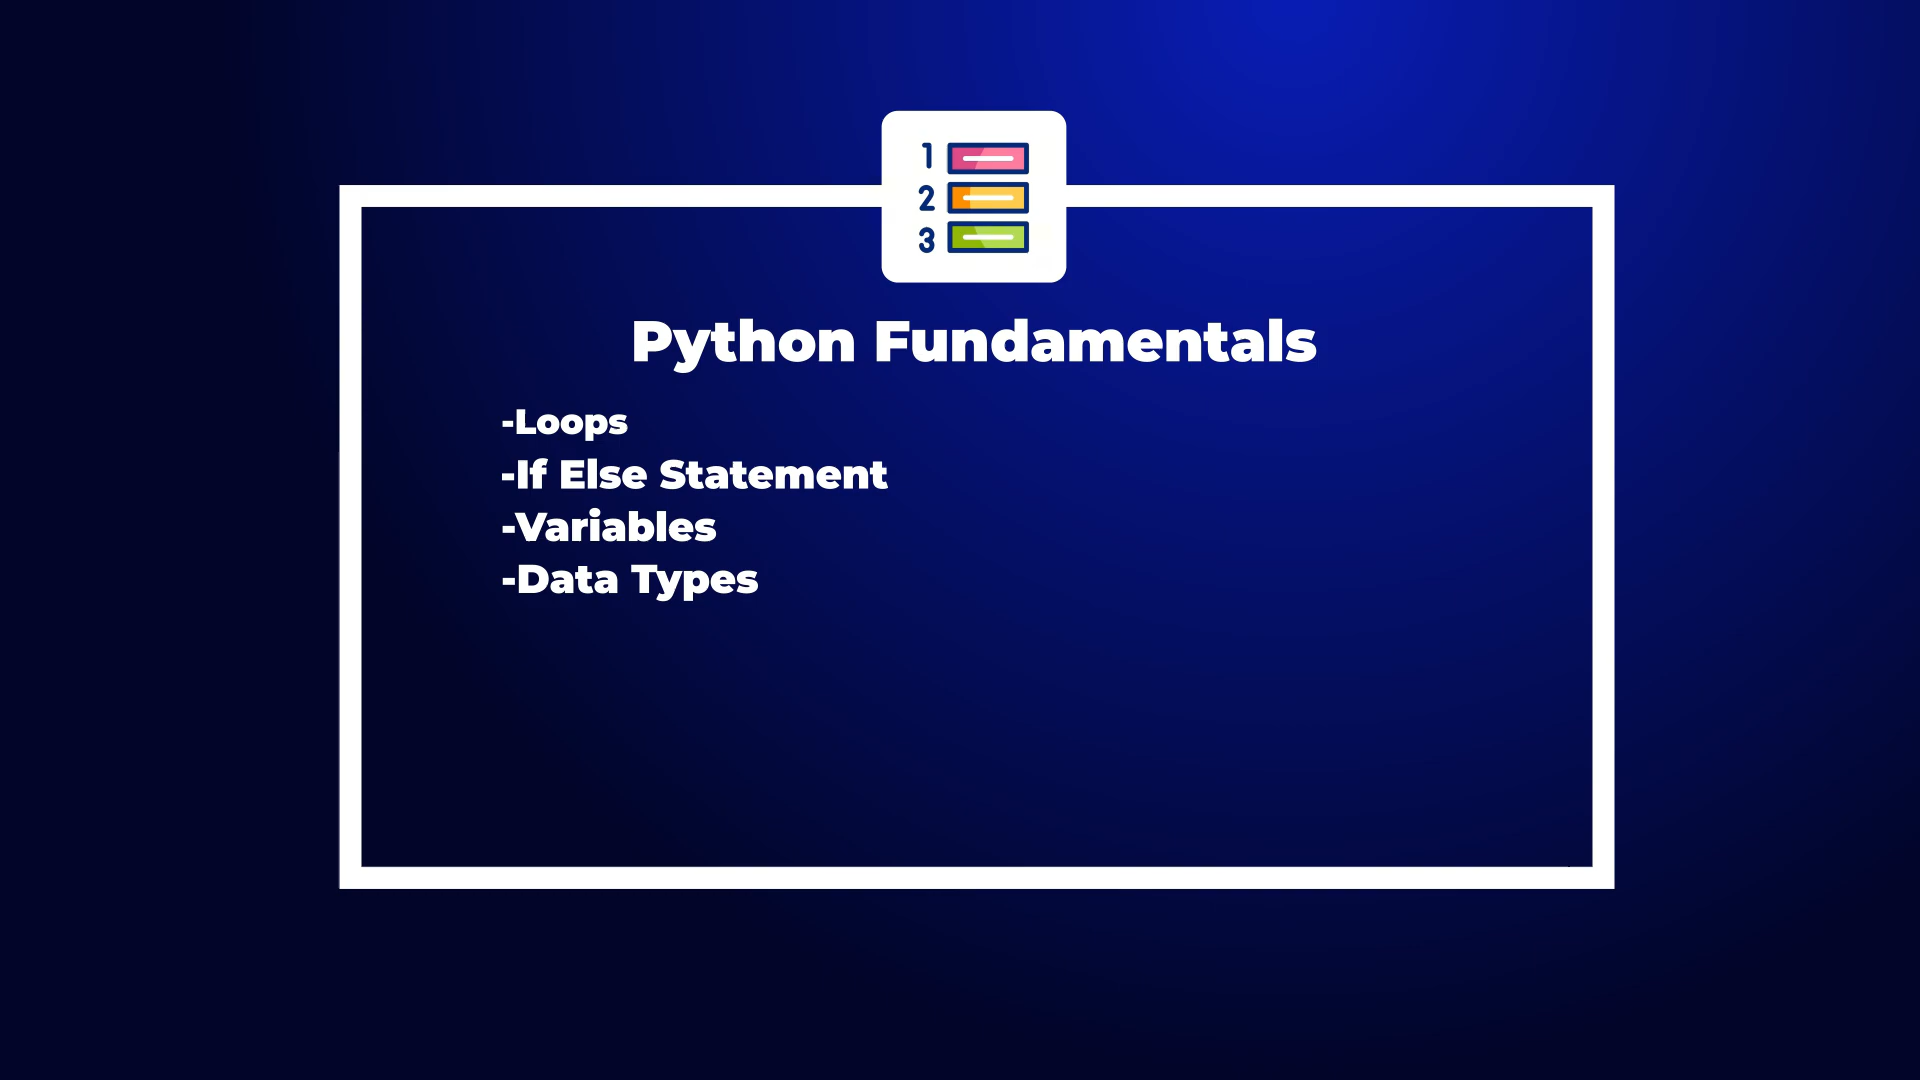 1
2
3
Python Fundamentals
-Loops
-If Else Statement
-Variables
-Data Types